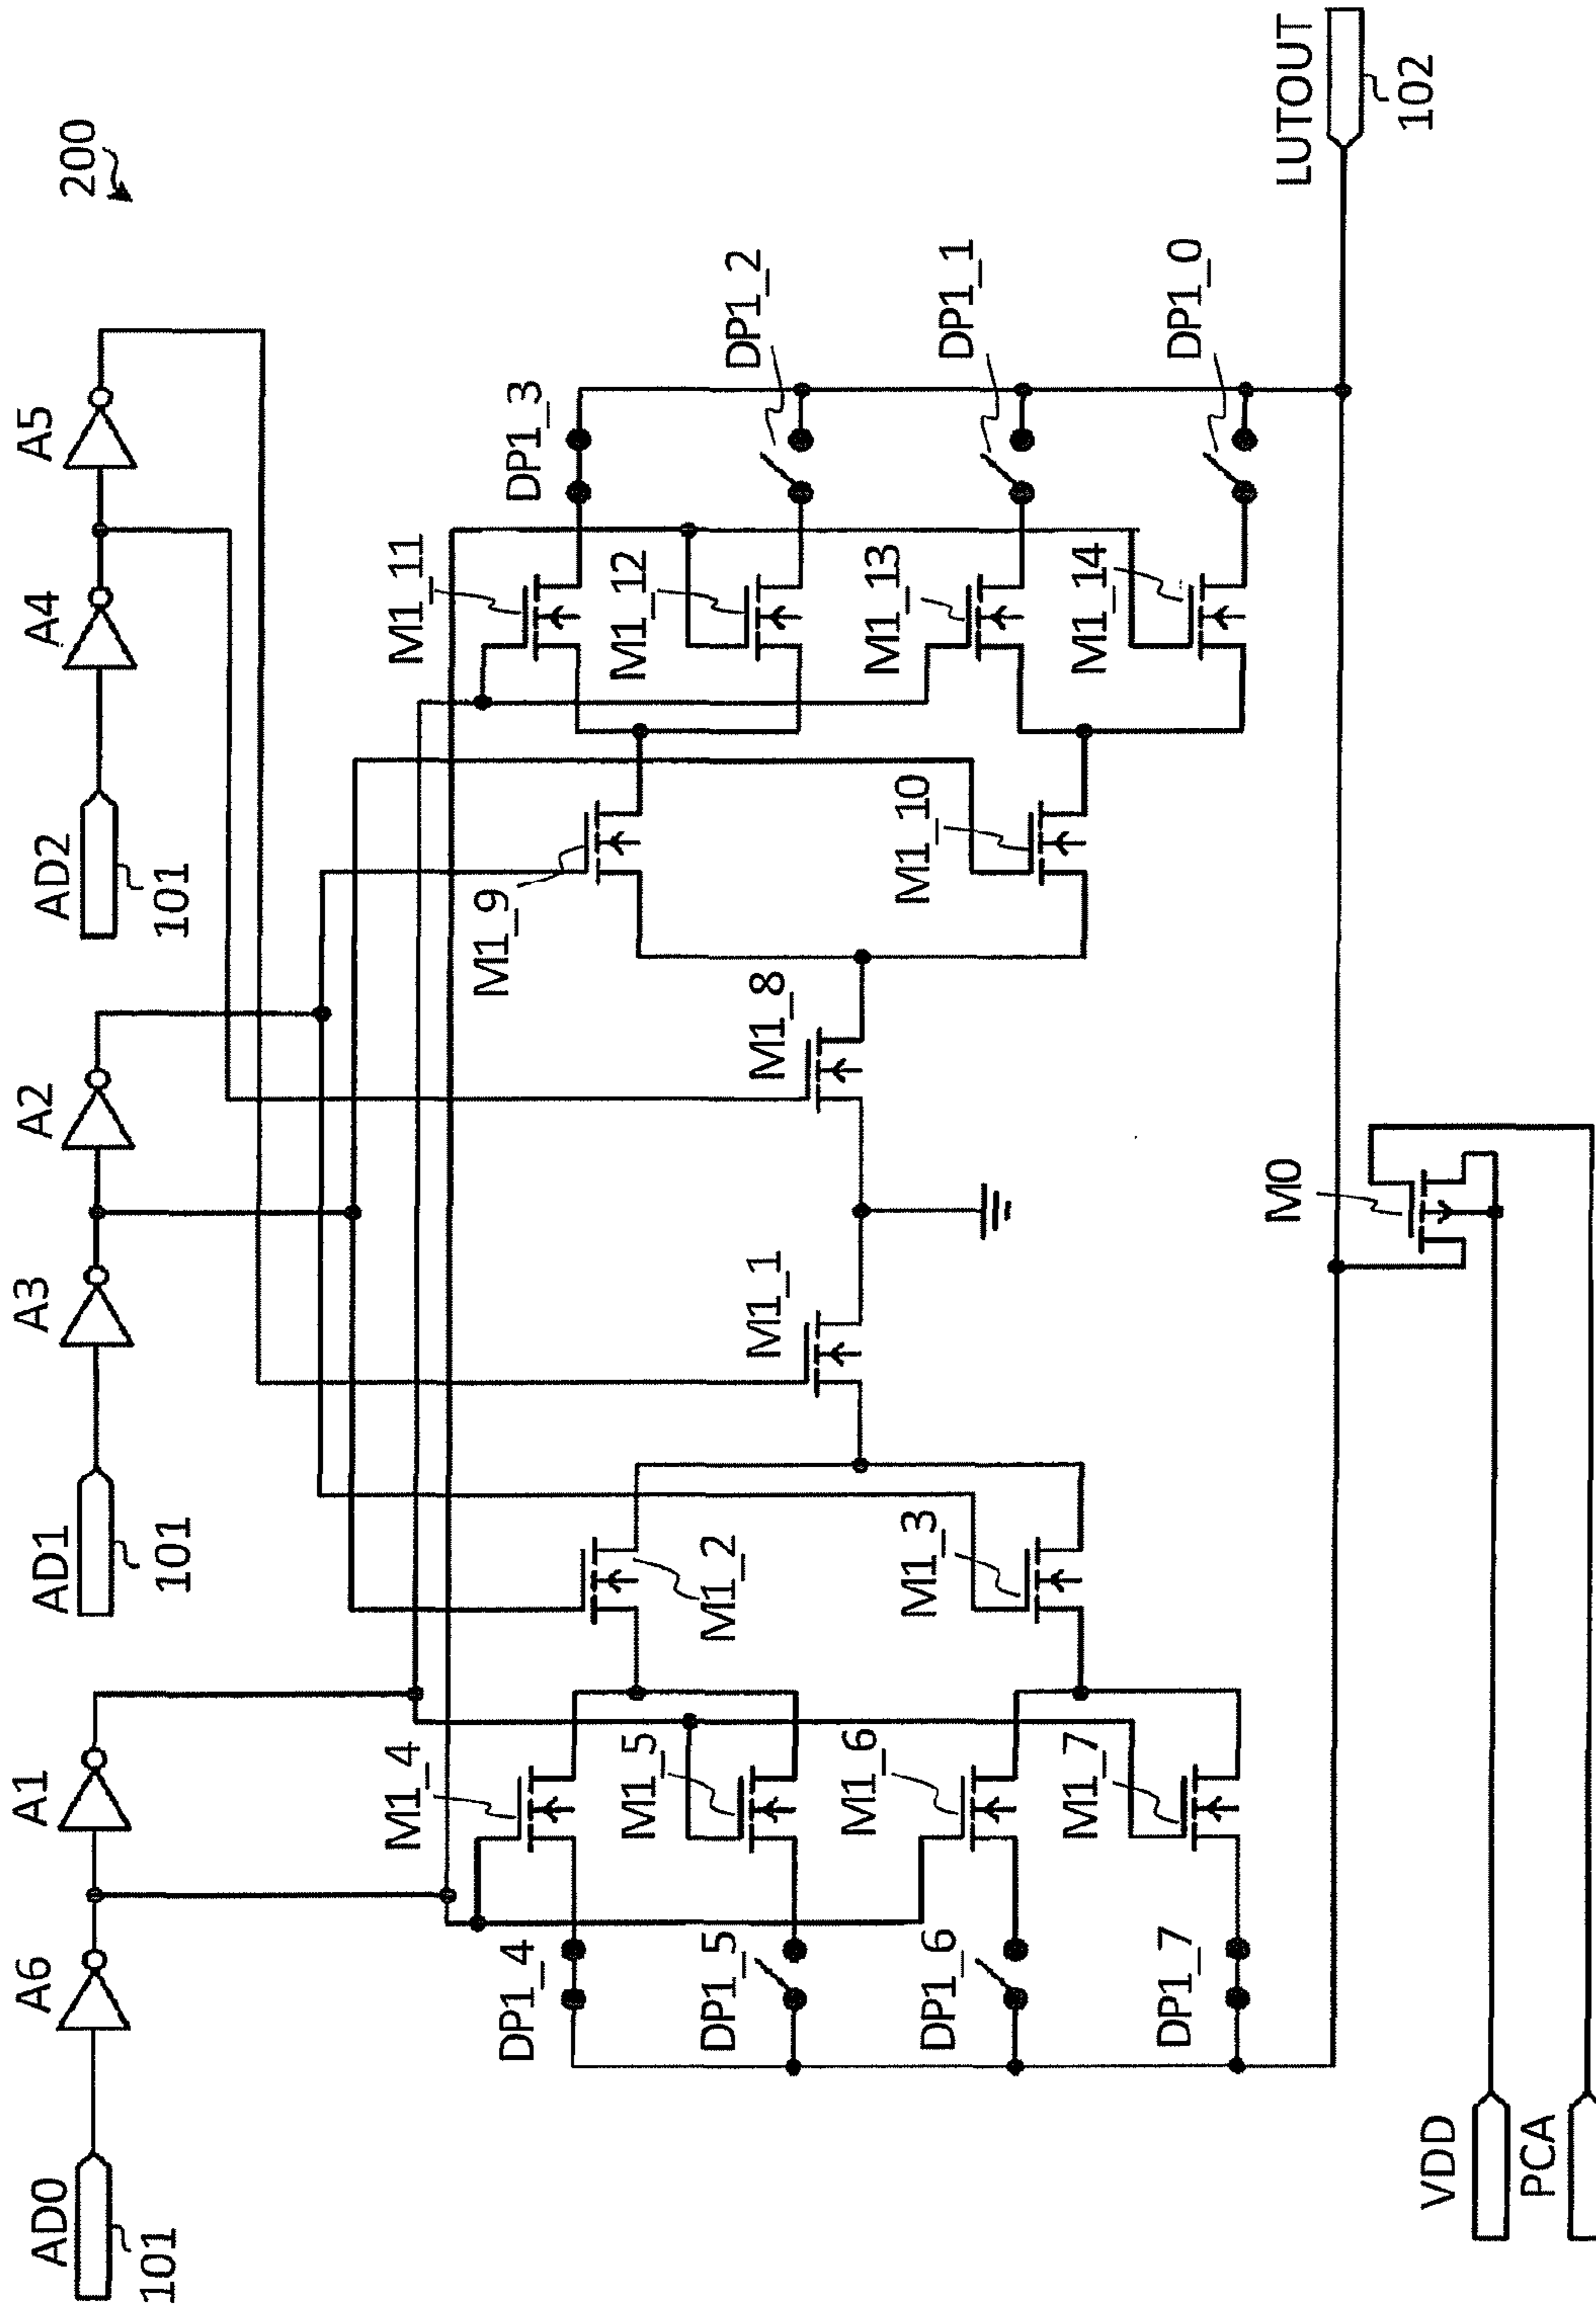 200
AD0
101
A6
A1
AD1
101
A3
A2
AD2
101
A4
A5
M1_4
M1_5
M1_6
M1_7
DP1_4
DP1_5
DP1_6
DP1_7
M1_2
M1_3
M1_1
M1_8
M1_9
M1_10
M1_11
M1_12
M1_13
M1_14
DP1_3
DP1_2
DP1_1
DP1_0
M0
LUTOUT
102
VDD
PCA